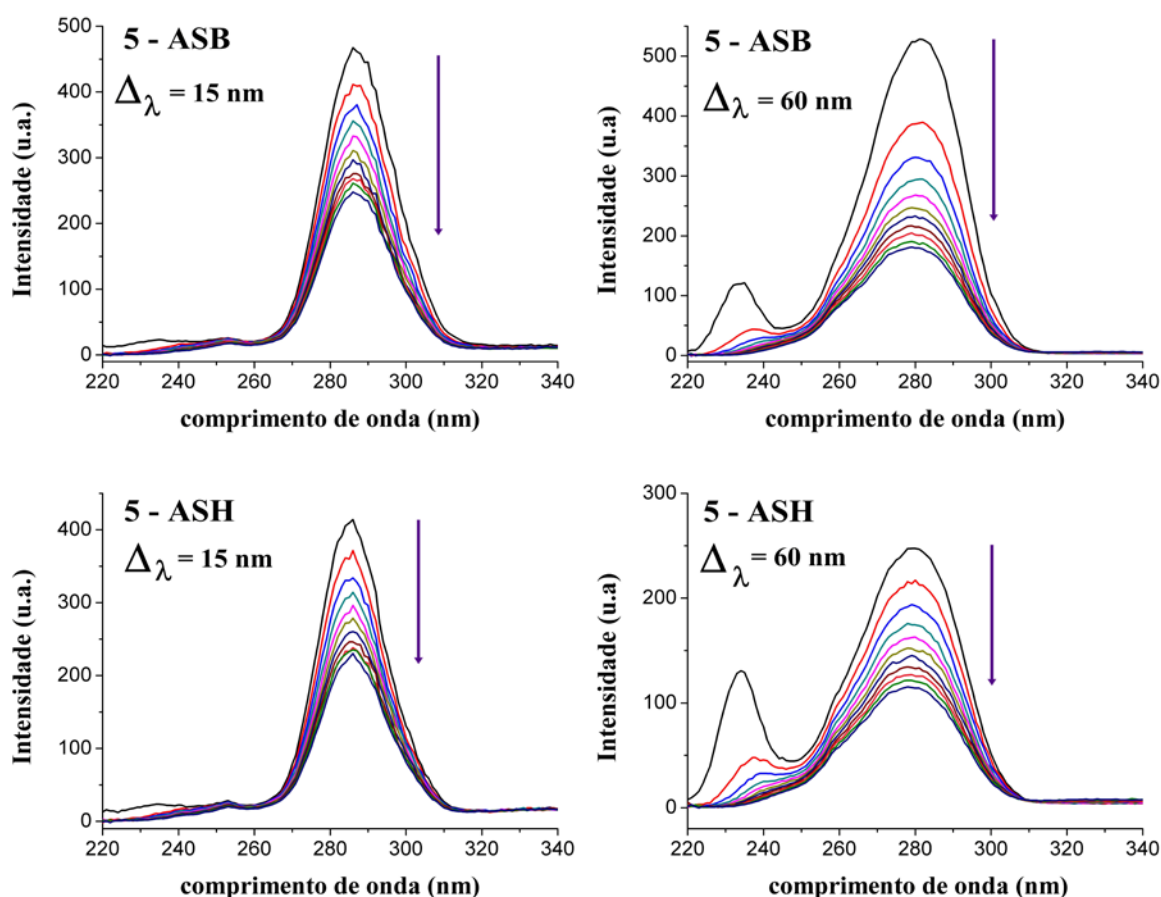 5 - ASB
Δλ = 15 nm
Intensidade (u.a.)
500
400
300
200
100
0
220 240 260 280 300 320 340
comprimento de onda (nm)
5 - ASB
Δλ = 60 nm
Intensidade (u.a)
500
400
300
200
100
0
220 240 260 280 300 320 340
comprimento de onda (nm)
5 - ASH
Δλ = 15 nm
Intensidade (u.a.)
400
300
200
100
0
220 240 260 280 300 320 340
comprimento de onda (nm)
5 - ASH
Δλ = 60 nm
Intensidade (u.a)
300
200
100
0
220 240 260 280 300 320 340
comprimento de onda (nm)